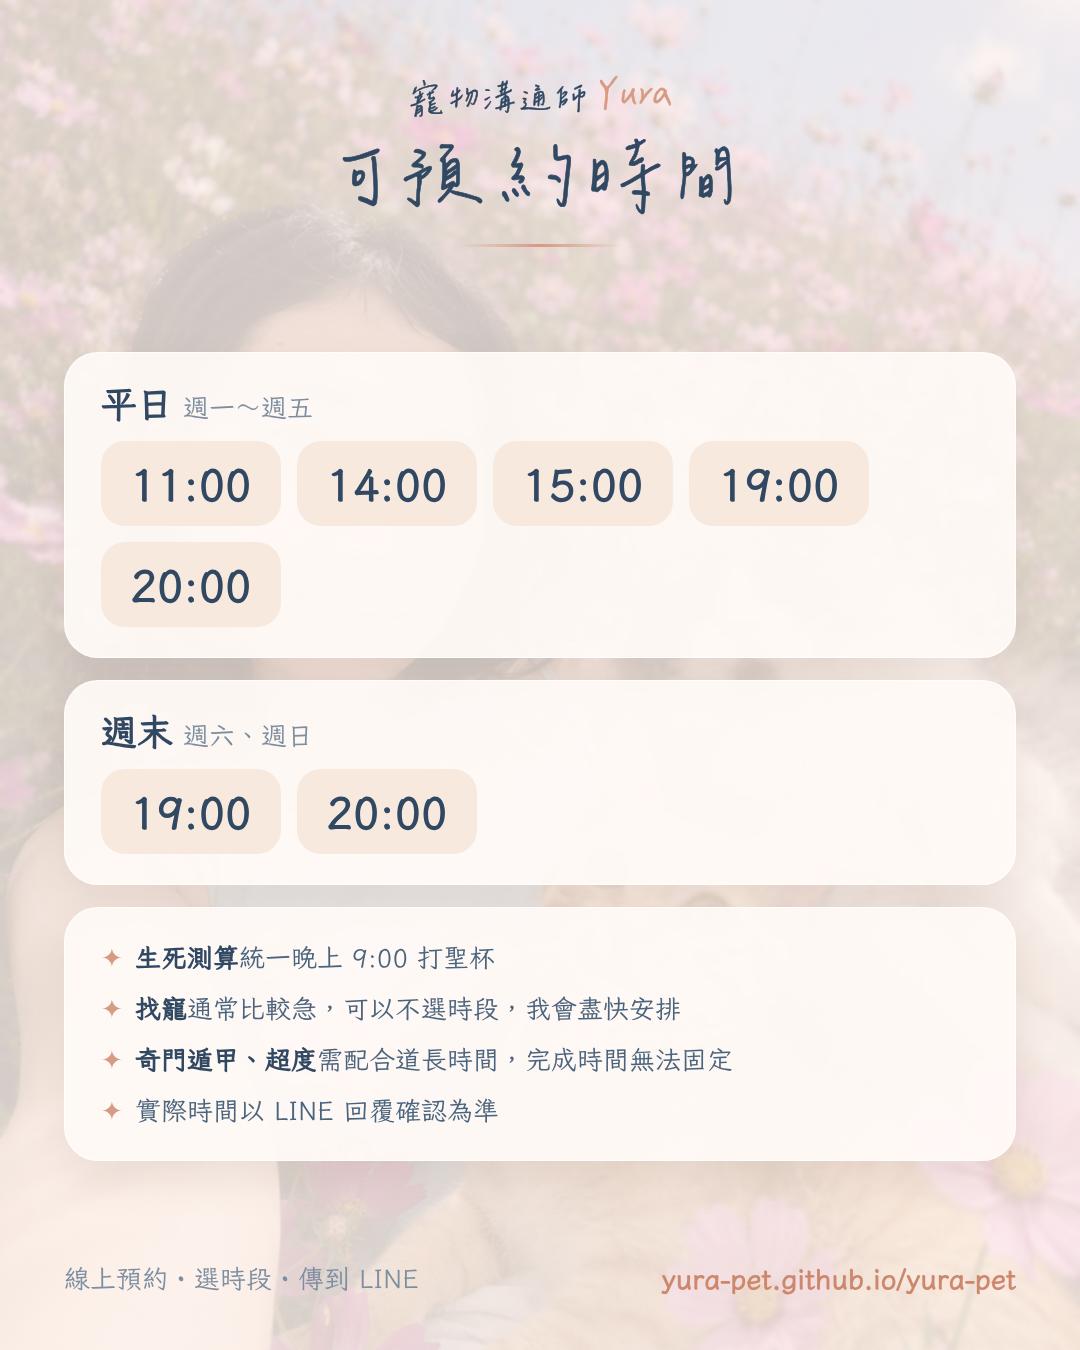 寵物溝通師 Yura
可預約時間
平日 週一～週五
11:00 14:00 15:00 19:00
20:00
週末 週六、週日
19:00 20:00
✦ 生死測算統一晚上 9:00 打聖杯
✦ 找寵通常比較急，可以不選時段，我會盡快安排
✦ 奇門遁甲、超度需配合道長時間，完成時間無法固定
✦ 實際時間以 LINE 回覆確認為準
線上預約・選時段・傳到 LINE
yura-pet.github.io/yura-pet